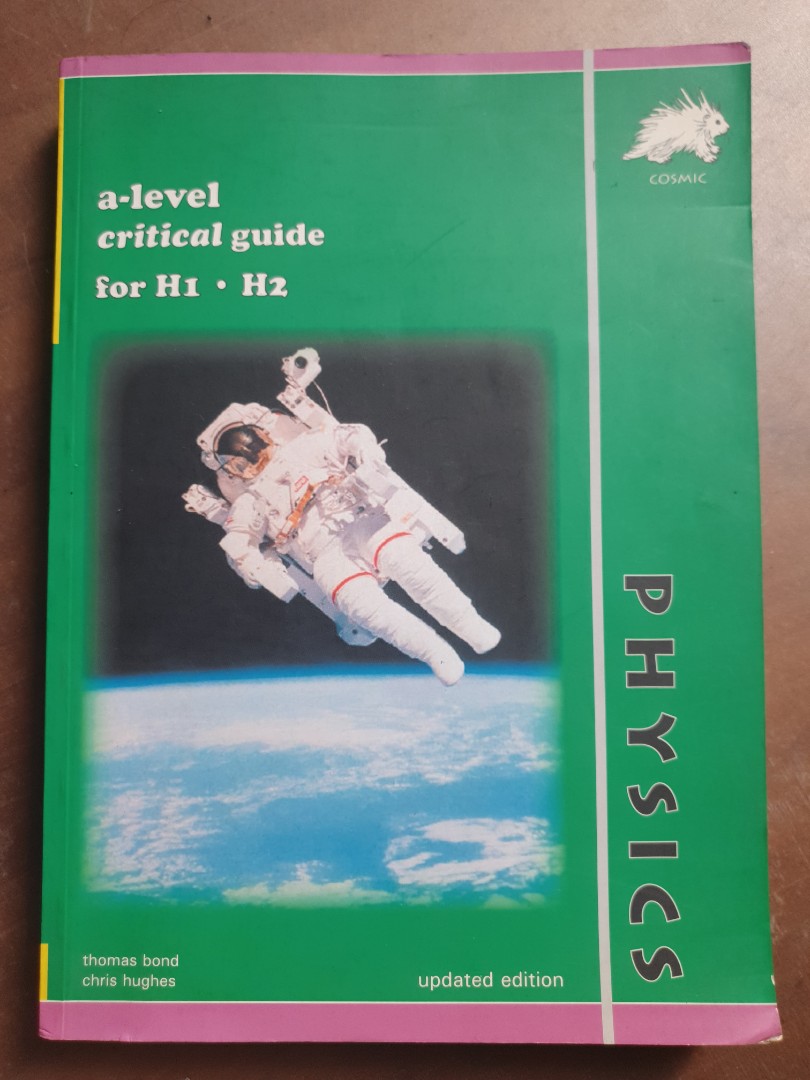 a-level
critical guide
for H1 • H2
COSMIC
PHYSICS
thomas bond
chris hughes
updated edition